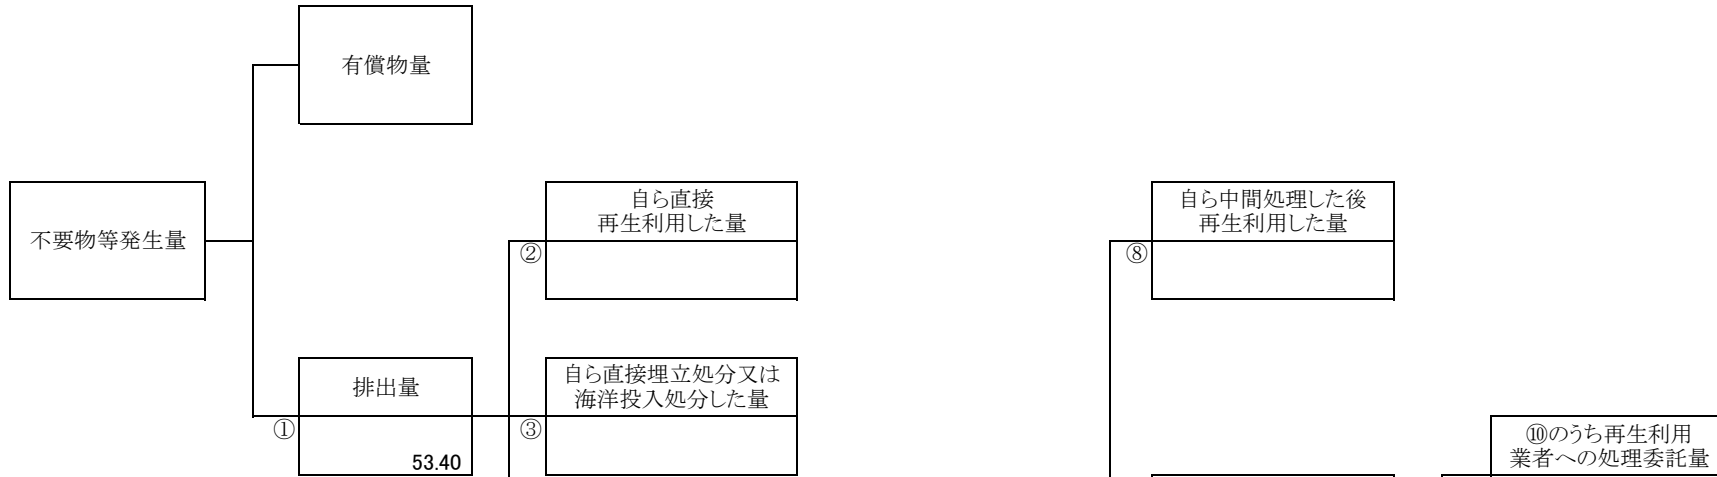 有償物量
不要物等発生量
自ら直接
再生利用した量
②
自ら中間処理した後
再生利用した量
⑧
排出量
①
53.40
自ら直接埋立処分又は
海洋投入処分した量
③
⑩のうち再生利用
業者への処理委託量